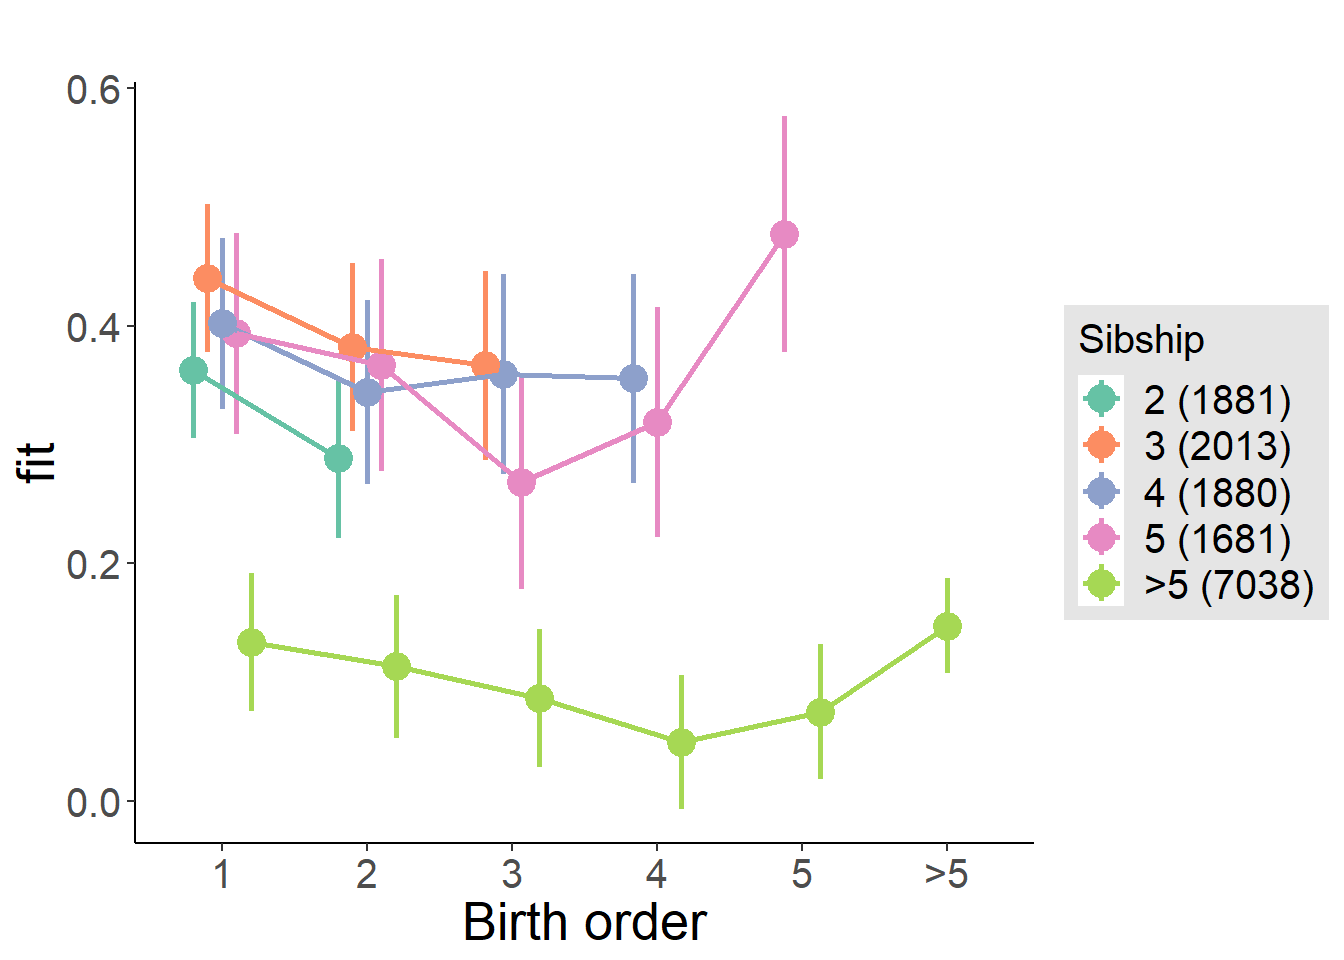 0.6
0.4
0.2
0.0
fit
1 2 3 4 5 >5
Birth order
Sibship
2 (1881)
3 (2013)
4 (1880)
5 (1681)
>5 (7038)